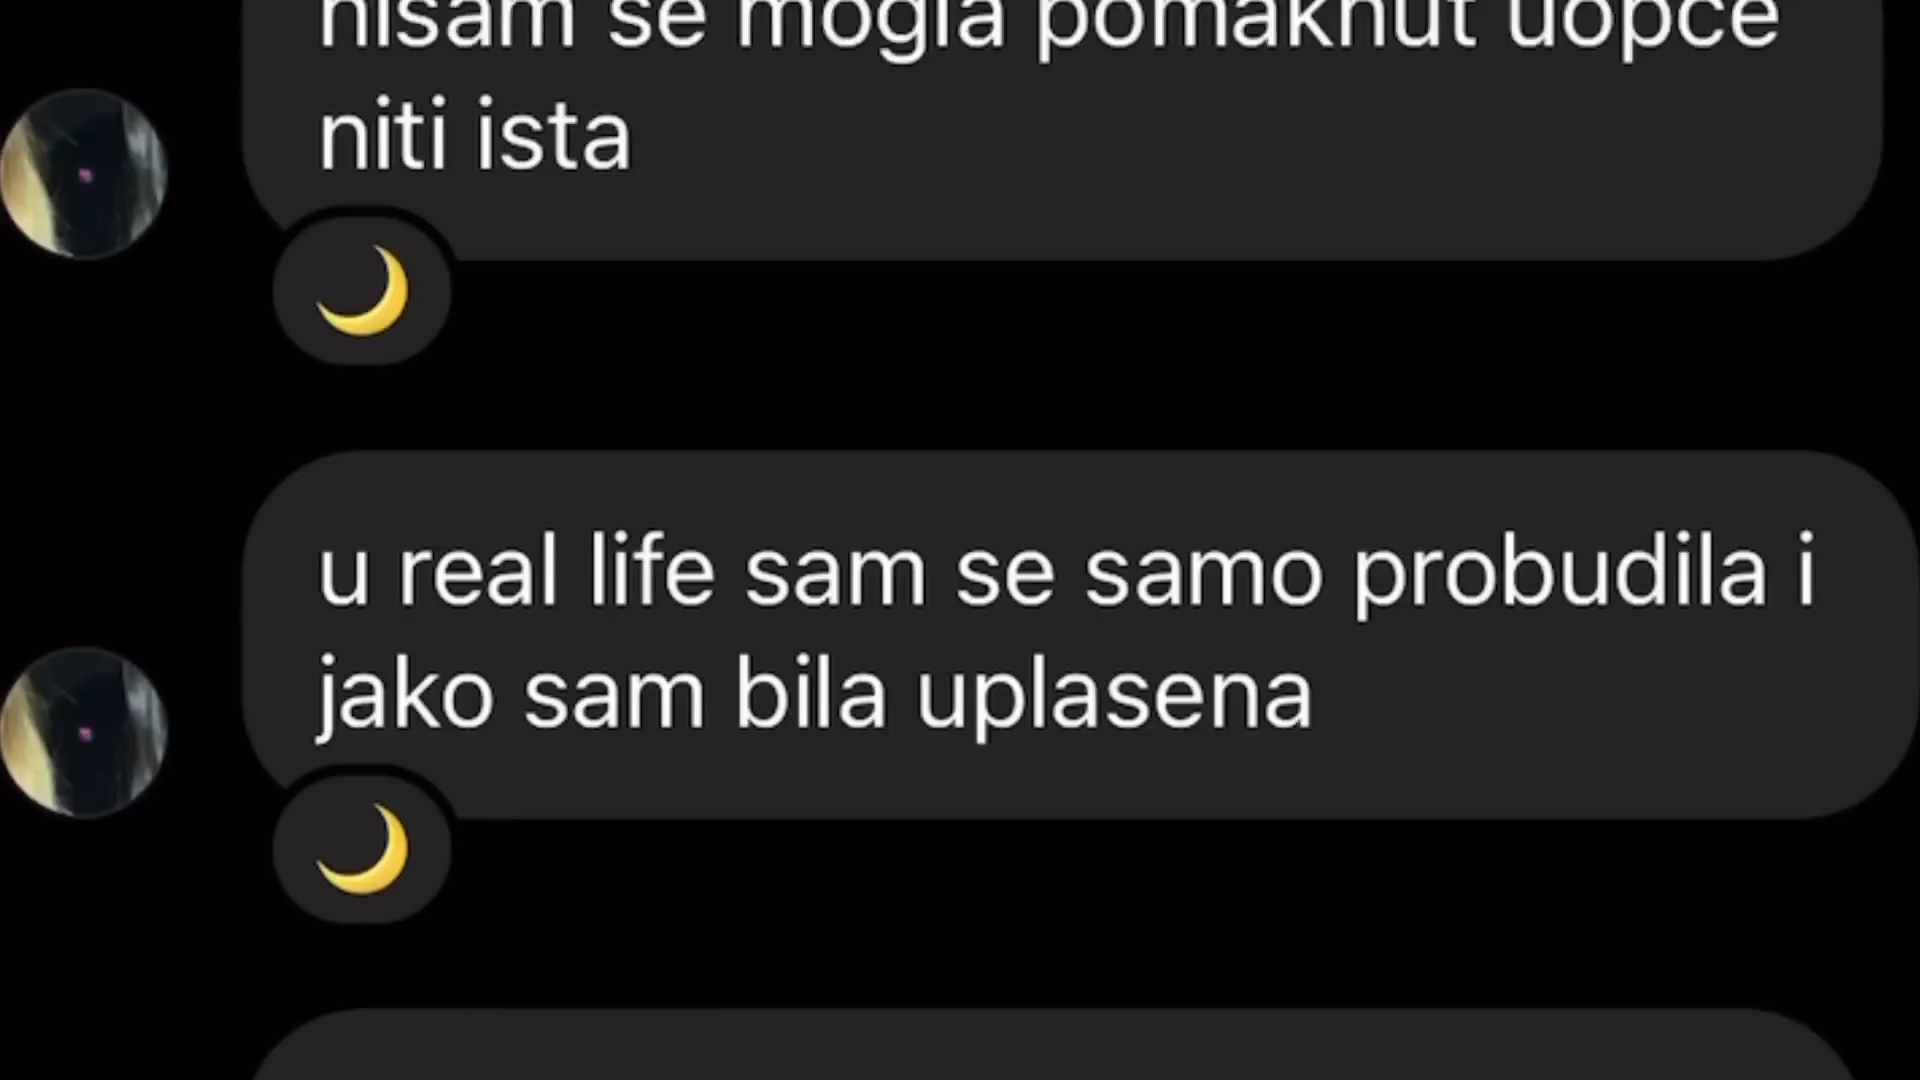 nisam se mogla pomaknut uopce
niti ista
u real life sam se samo probudila i
jako sam bila uplasena